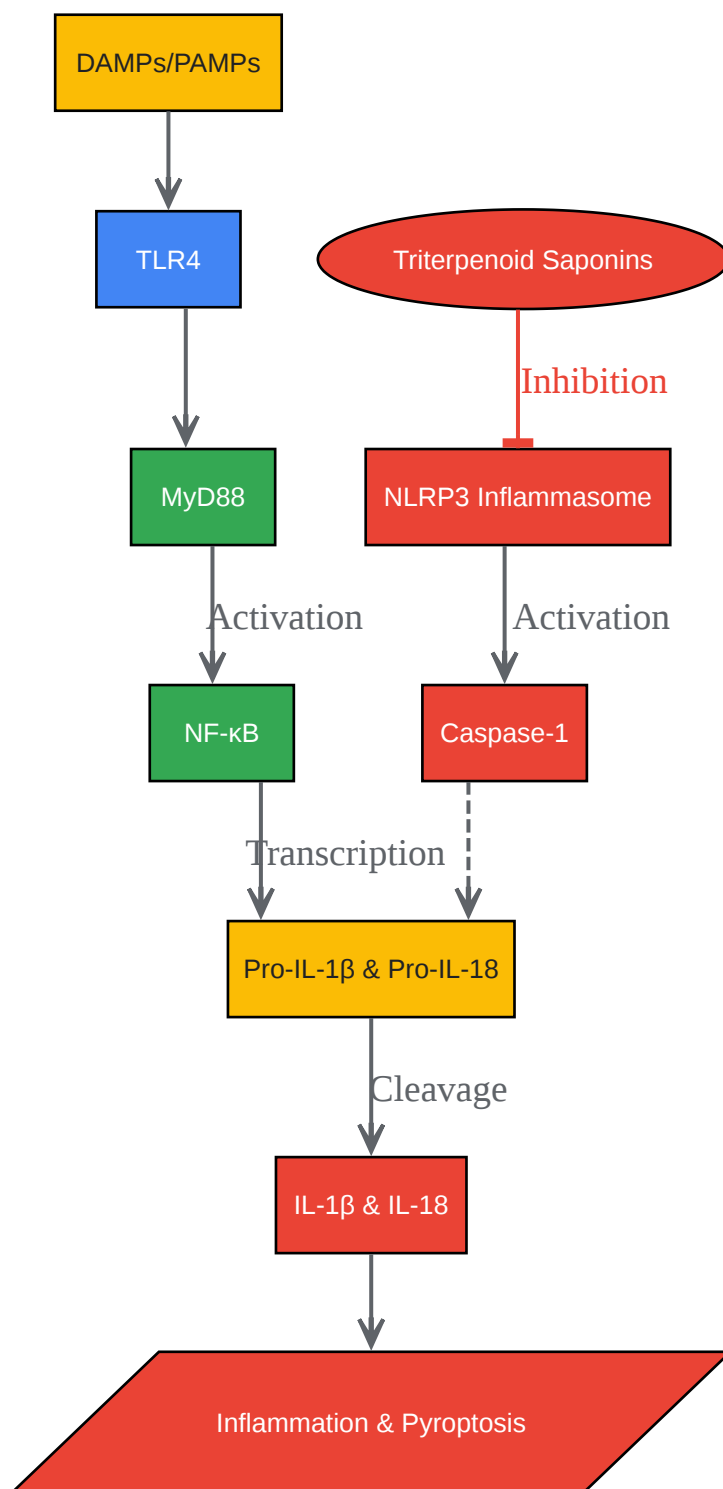 DAMPs/PAMPs
TLR4
Triterpenoid Saponins
Inhibition
MyD88
NLRP3 Inflammasome
Activation
Activation
NF-κB
Caspase-1
Transcription
Pro-IL-1β & Pro-IL-18
Cleavage
IL-1β & IL-18
Inflammation & Pyroptosis